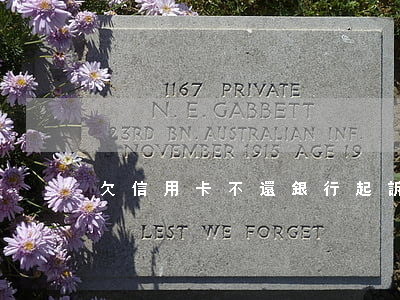 1167 PRIVATE
N. E. GABBETT
23RD BN. AUSTRALIAN INF.
NOVEMBER 1915 AGE 19
欠信用卡不還銀行起訴
LEST WE FORGET